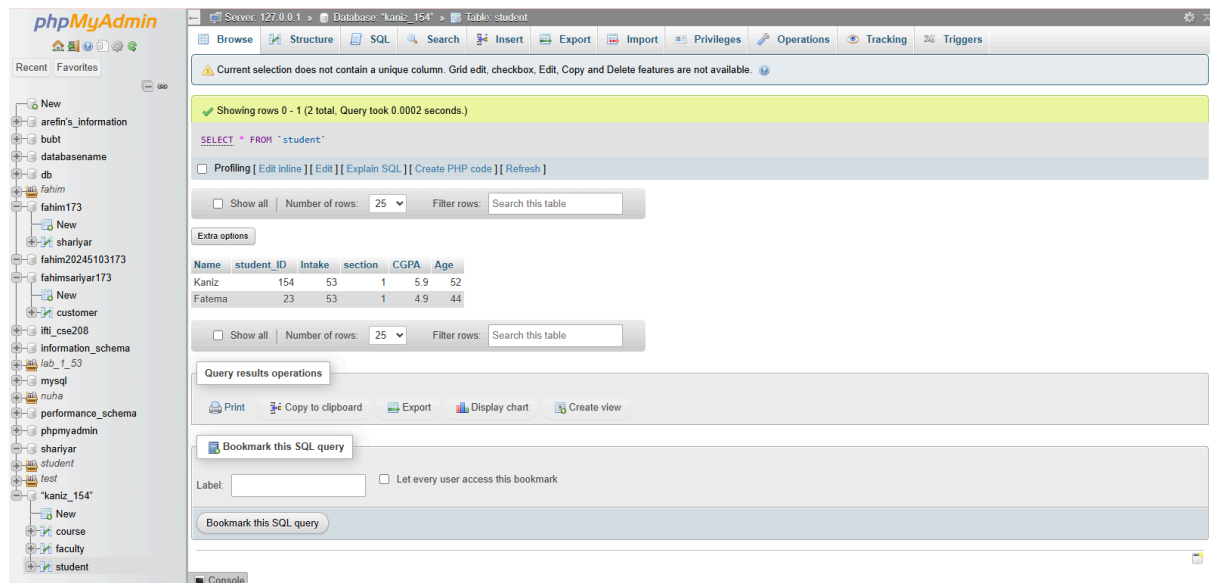 phpMyAdmin
Recent Favorites
New
arefin's_information
bubt
databasename
db
fahim
fahim173
New
shariyar
fahim20245103173
fahimsariyar173
New
customer
ifti_cse208
information_schema
lab_1_53
mysql
nuha
performance_schema
phpmyadmin
shariyar
student
test
"kaniz_154"
New
course
faculty
student
Server: 127.0.0.1 » Database: "kaniz_154" » Table: student
Browse Structure SQL Search Insert Export Import Privileges Operations Tracking Triggers
Current selection does not contain a unique column. Grid edit, checkbox, Edit, Copy and Delete features are not available.
Showing rows 0 - 1 (2 total, Query took 0.0002 seconds.)
SELECT * FROM `student`
Profiling [ Edit inline ] [ Edit ] [ Explain SQL ] [ Create PHP code ] [ Refresh ]
Show all | Number of rows: 25 Filter rows: Search this table
Extra options
Name student_ID Intake section CGPA Age
Kaniz 154 53 1 5.9 52
Fatema 23 53 1 4.9 44
Show all | Number of rows: 25 Filter rows: Search this table
Query results operations
Print Copy to clipboard Export Display chart Create view
Bookmark this SQL query
Label: Let every user access this bookmark
Bookmark this SQL query
Console